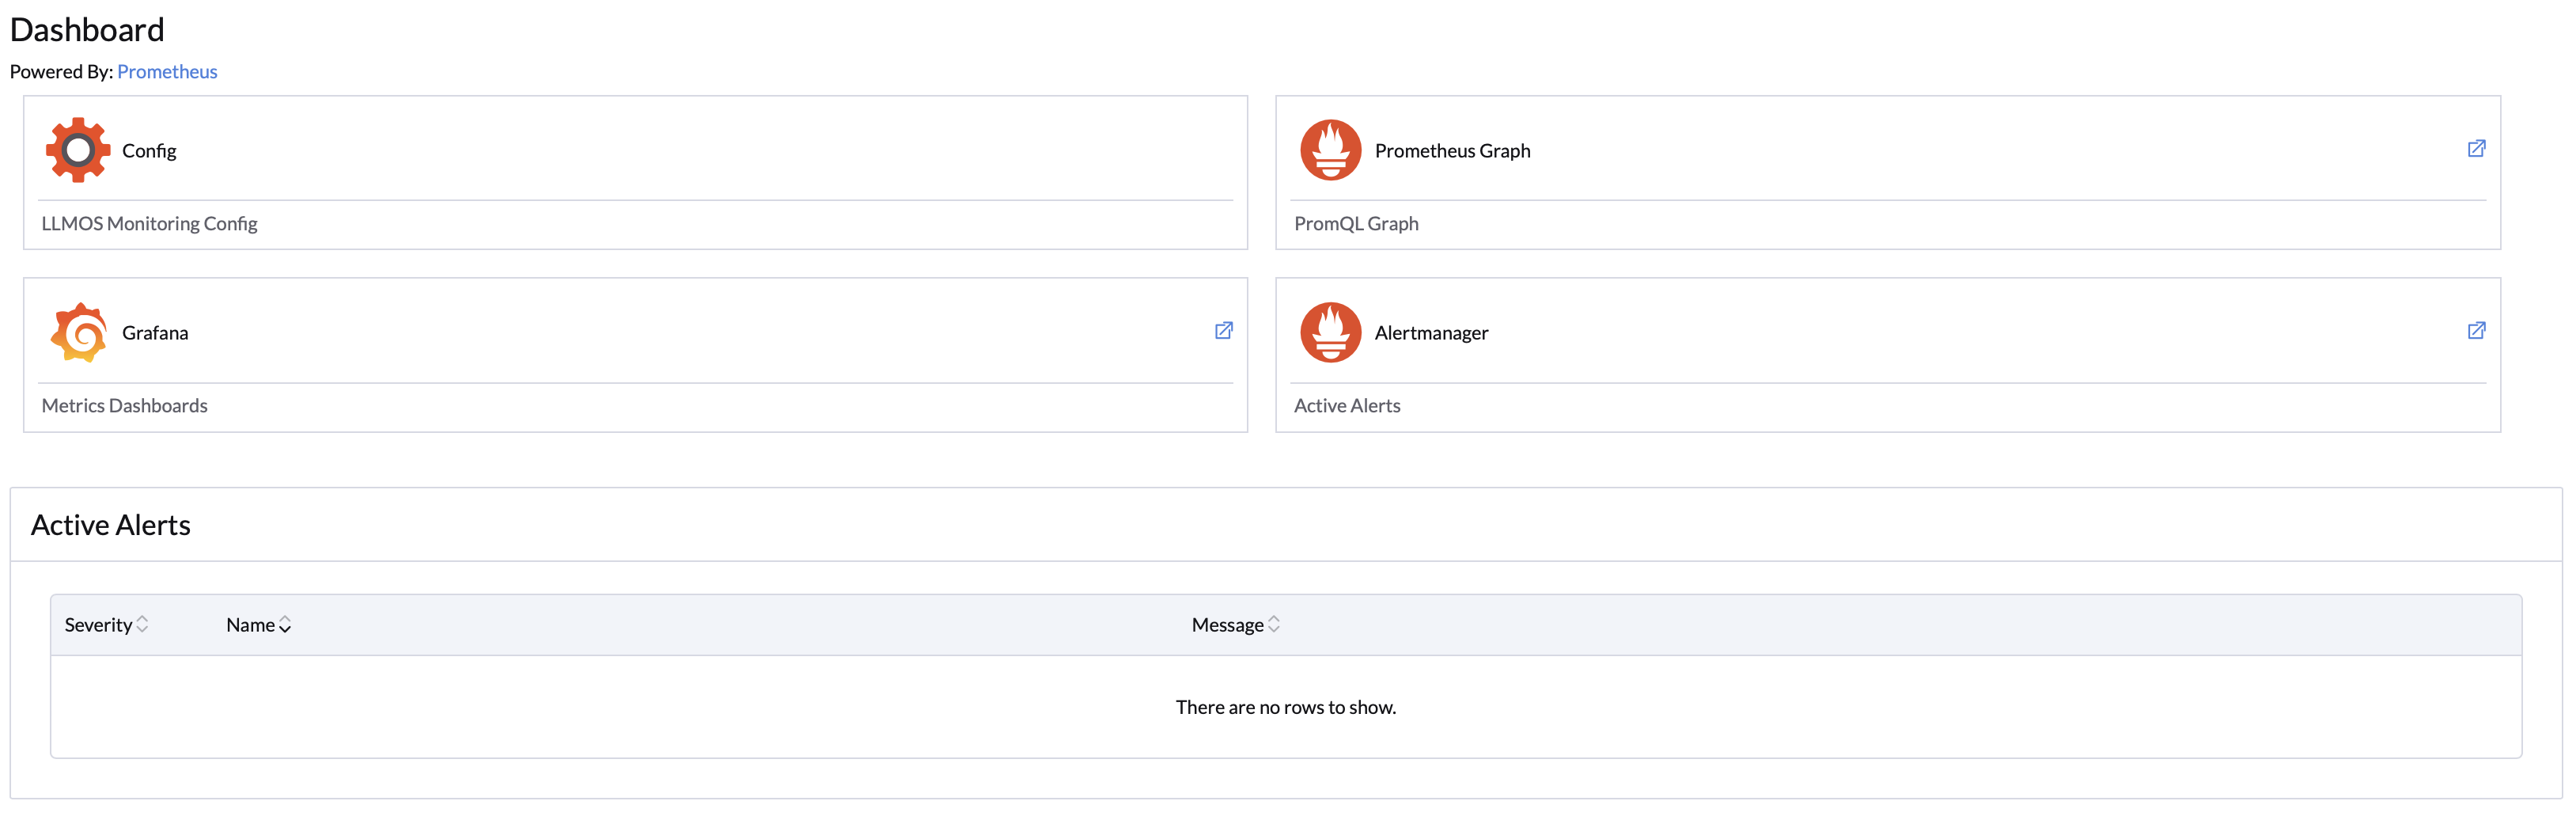 Dashboard
Powered By: Prometheus
Config
LLMOS Monitoring Config
Prometheus Graph
PromQL Graph
Grafana
Metrics Dashboards
Alertmanager
Active Alerts
Active Alerts
Severity Name Message
There are no rows to show.